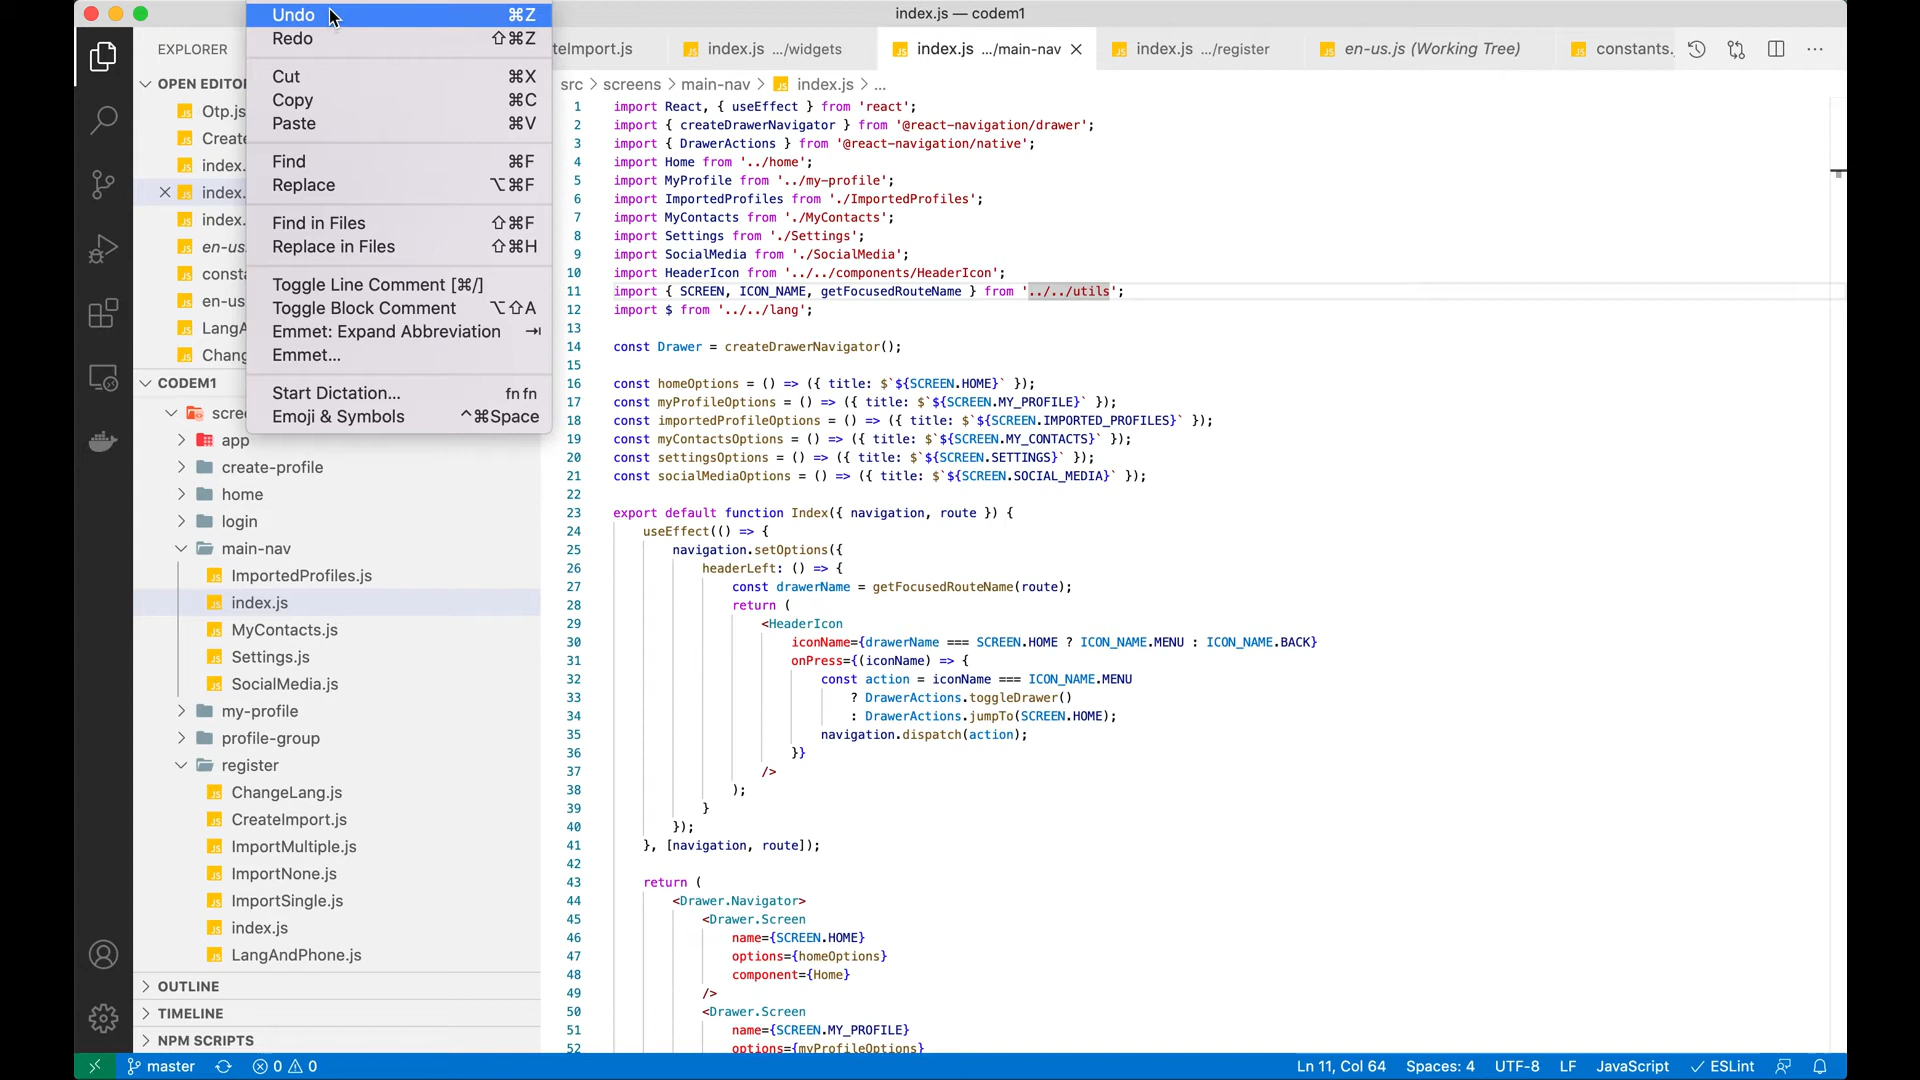 index.js — codem1
Undo ⌘Z
Redo ⇧⌘Z
Cut ⌘X
Copy ⌘C
Paste ⌘V
Find ⌘F
Replace ⌥⌘F
Find in Files ⇧⌘F
Replace in Files ⇧⌘H
Toggle Line Comment [⌘/]
Toggle Block Comment ⌥⇧A
Emmet: Expand Abbreviation ⇥
Emmet...
Start Dictation... fn fn
Emoji & Symbols ^⌘Space
EXPLORER
OPEN EDITO
Otp.js
Create
index.
index.
index.
en-us
consta
en-us
LangA
Chang
CODEM1
scree
app
create-profile
home
login
main-nav
ImportedProfiles.js
index.js
MyContacts.js
Settings.js
SocialMedia.js
my-profile
profile-group
register
ChangeLang.js
CreateImport.js
ImportMultiple.js
ImportNone.js
ImportSingle.js
index.js
LangAndPhone.js
OUTLINE
TIMELINE
NPM SCRIPTS
teImport.js
index.js .../widgets
index.js .../main-nav
index.js .../register
en-us.js (Working Tree)
constants.
src > screens > main-nav > index.js > ...
1 import React, { useEffect } from 'react';
2 import { createDrawerNavigator } from '@react-navigation/drawer';
3 import { DrawerActions } from '@react-navigation/native';
4 import Home from '../home';
5 import MyProfile from '../my-profile';
6 import ImportedProfiles from './ImportedProfiles';
7 import MyContacts from './MyContacts';
8 import Settings from './Settings';
9 import SocialMedia from './SocialMedia';
10 import HeaderIcon from '../../components/HeaderIcon';
11 import { SCREEN, ICON_NAME, getFocusedRouteName } from '../../utils';
12 import $ from '../../lang';
13
14 const Drawer = createDrawerNavigator();
15
16 const homeOptions = () => ({ title: $`${SCREEN.HOME}` });
17 const myProfileOptions = () => ({ title: $`${SCREEN.MY_PROFILE}` });
18 const importedProfileOptions = () => ({ title: $`${SCREEN.IMPORTED_PROFILES}` });
19 const myContactsOptions = () => ({ title: $`${SCREEN.MY_CONTACTS}` });
20 const settingsOptions = () => ({ title: $`${SCREEN.SETTINGS}` });
21 const socialMediaOptions = () => ({ title: $`${SCREEN.SOCIAL_MEDIA}` });
22
23 export default function Index({ navigation, route }) {
24 useEffect(() => {
25 navigation.setOptions({
26 headerLeft: () => {
27 const drawerName = getFocusedRouteName(route);
28 return (
29 <HeaderIcon
30 iconName={drawerName === SCREEN.HOME ? ICON_NAME.MENU : ICON_NAME.BACK}
31 onPress={(iconName) => {
32 const action = iconName === ICON_NAME.MENU
33 ? DrawerActions.toggleDrawer()
34 : DrawerActions.jumpTo(SCREEN.HOME);
35 navigation.dispatch(action);
36 }}
37 />
38 );
39 }
40 });
41 }, [navigation, route]);
42
43 return (
44 <Drawer.Navigator>
45 <Drawer.Screen
46 name={SCREEN.HOME}
47 options={homeOptions}
48 component={Home}
49 />
50 <Drawer.Screen
51 name={SCREEN.MY_PROFILE}
52 options={myProfileOptions}
master 0 0 Ln 11, Col 64 Spaces: 4 UTF-8 LF JavaScript ESLint